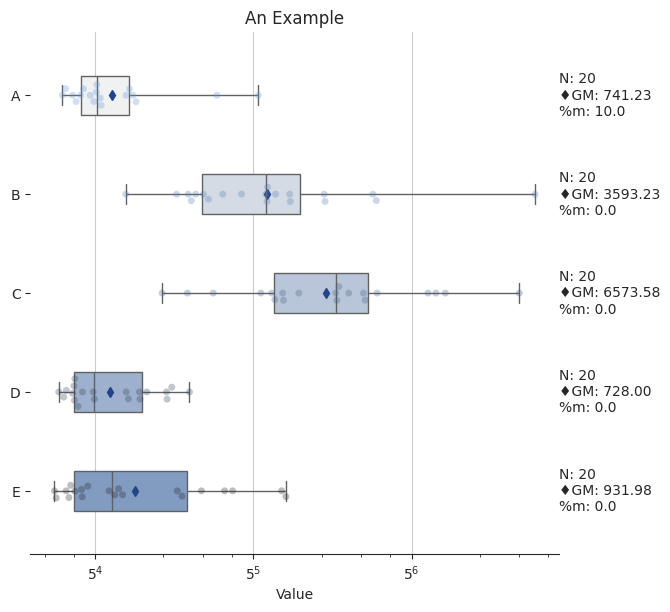 An Example
A
N: 20
♦GM: 741.23
%m: 10.0
B
N: 20
♦GM: 3593.23
%m: 0.0
C
N: 20
♦GM: 6573.58
%m: 0.0
D
N: 20
♦GM: 728.00
%m: 0.0
E
N: 20
♦GM: 931.98
%m: 0.0
5⁴ 5⁵ 5⁶
Value